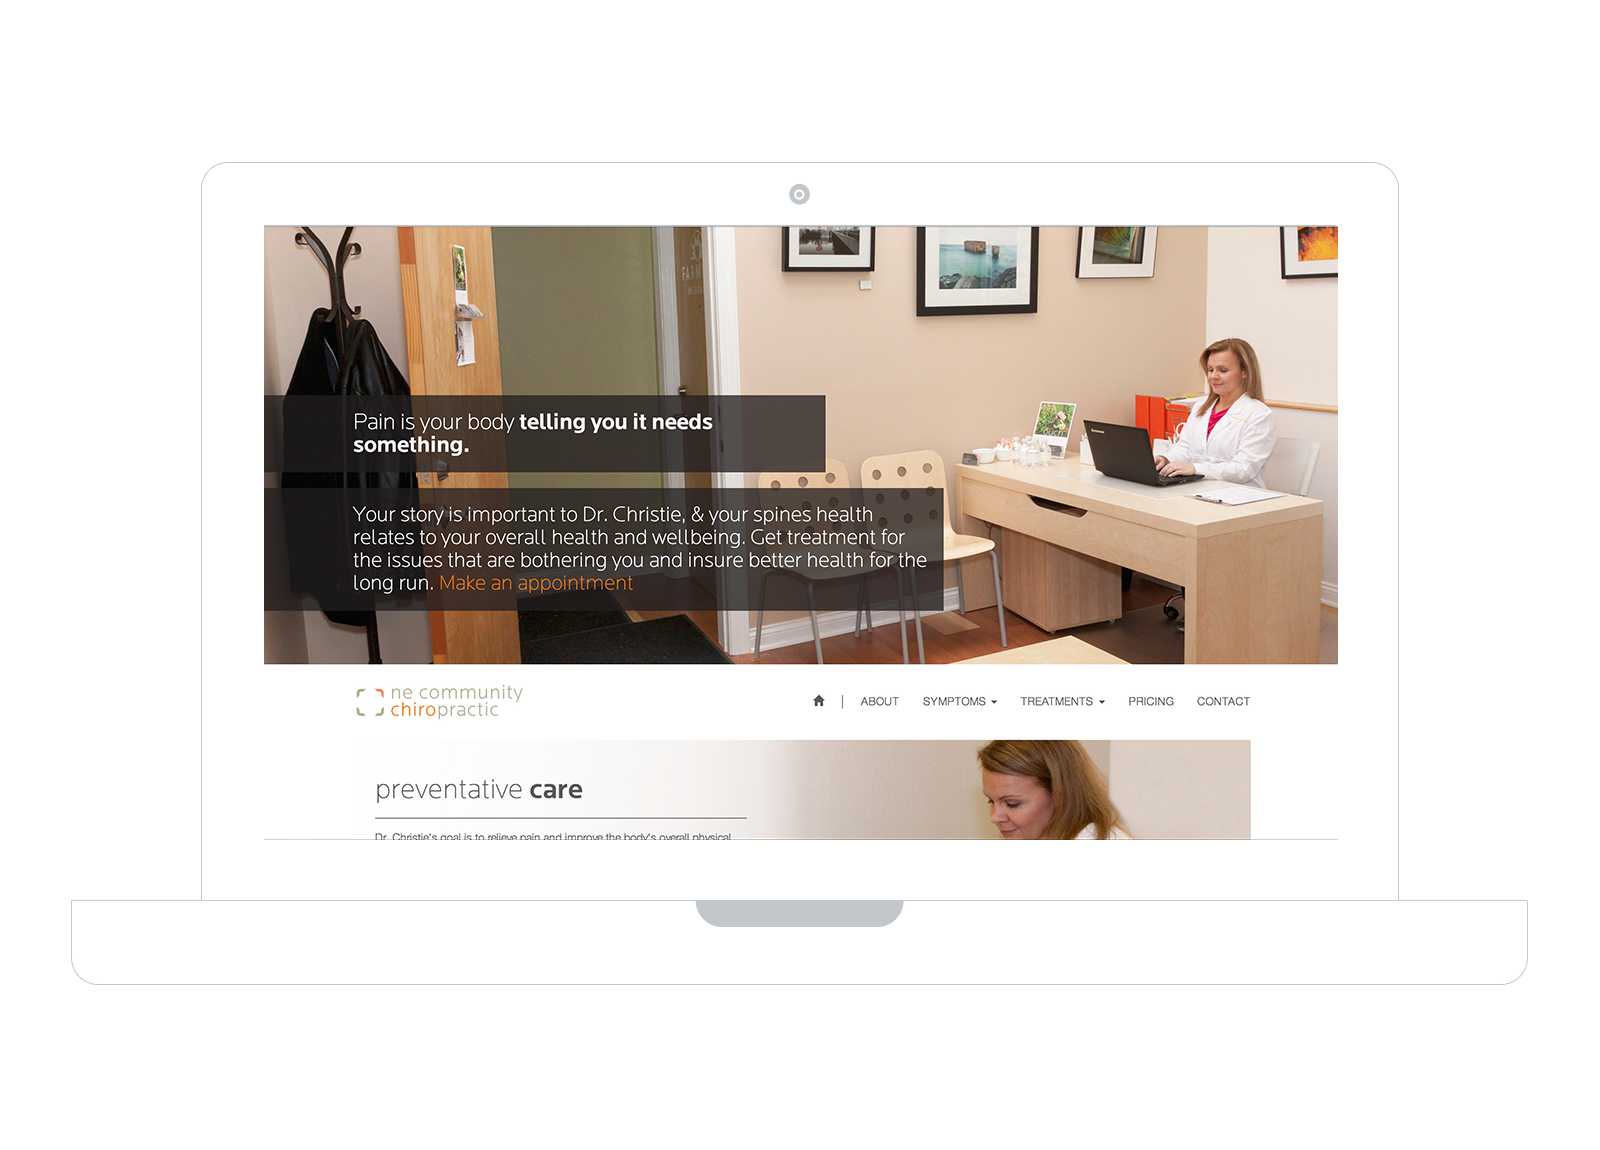 Pain is your body telling you it needs
something.
Your story is important to Dr. Christie, & your spines health
relates to your overall health and wellbeing. Get treatment for
the issues that are bothering you and insure better health for the
long run. Make an appointment
ne community
chiropractic
| ABOUT SYMPTOMS TREATMENTS PRICING CONTACT
preventative care
Dr. Christie's goal is to relieve pain and improve the body's overall physical